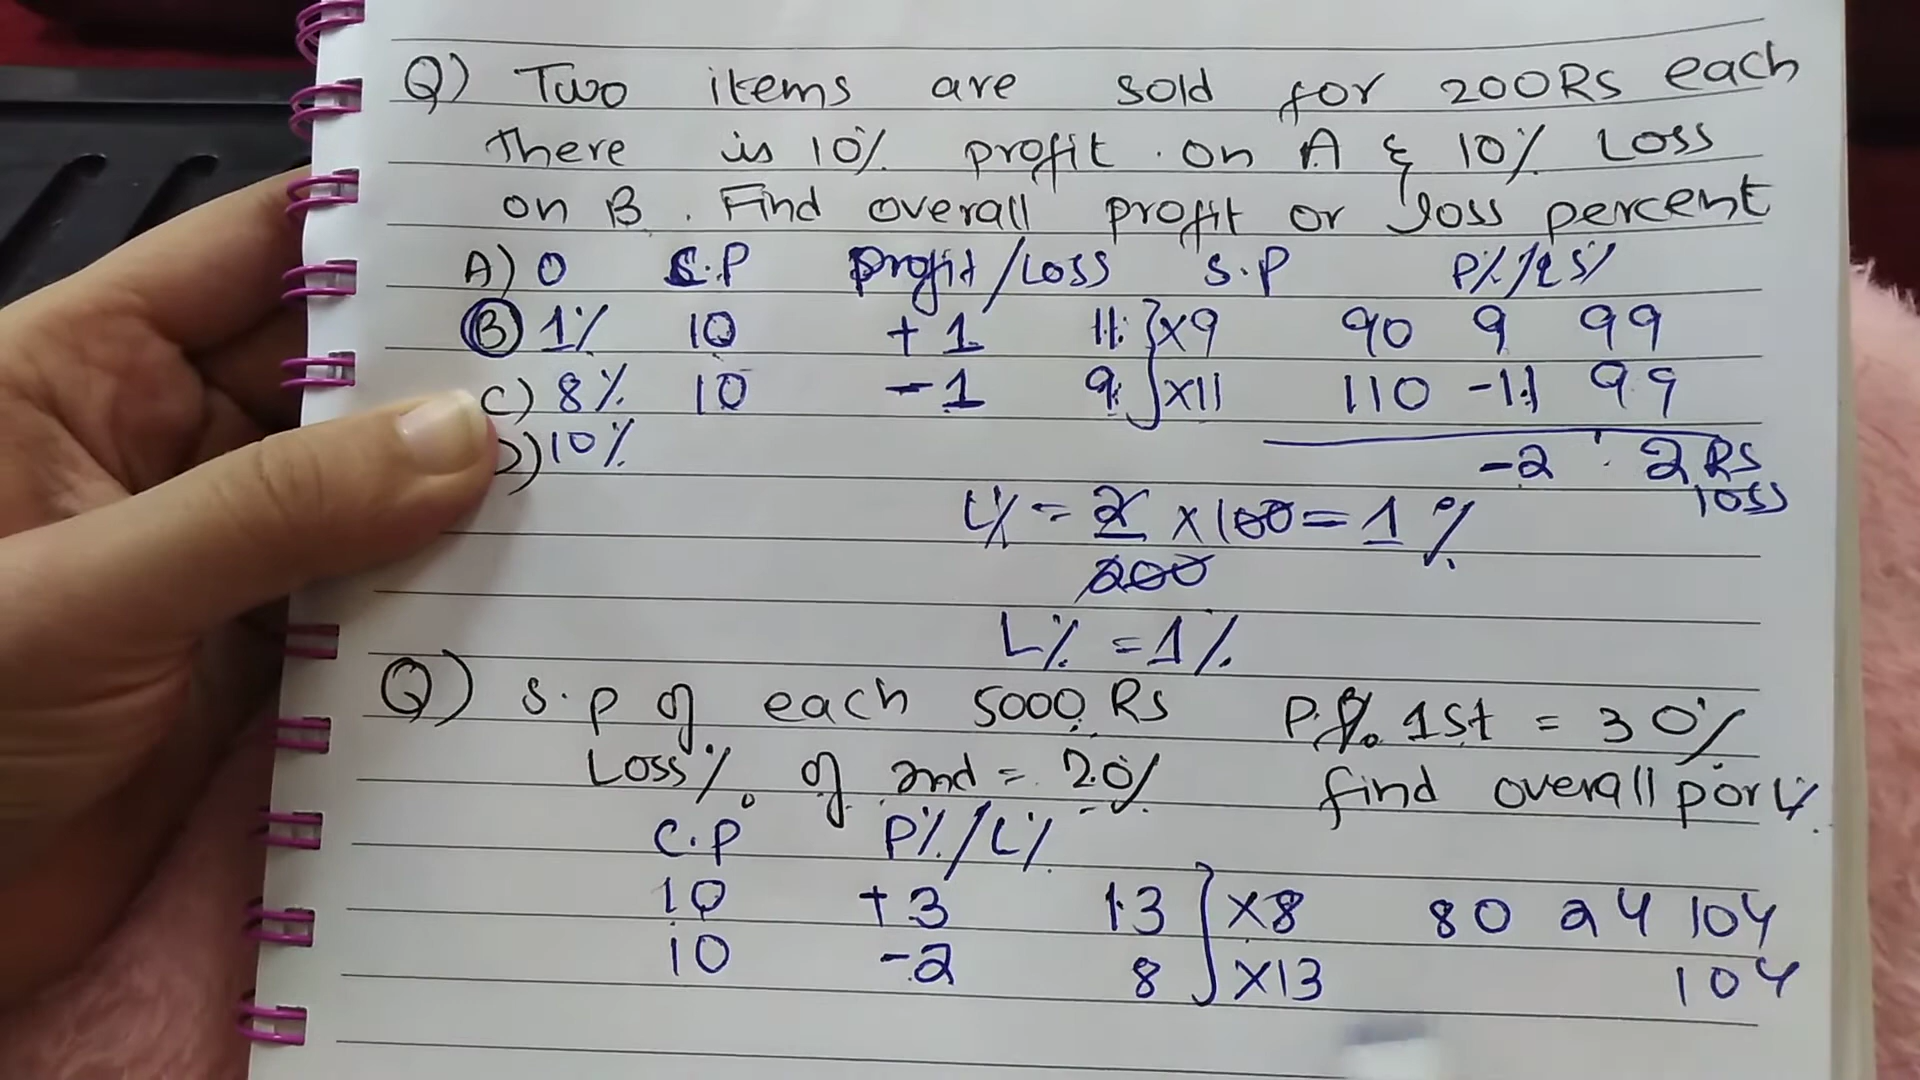 Q) Two items are sold for 200RS each
There is 10% profit on A & 10% Loss
on B. Find overall profit or loss percent
A) 0 C.P Profit/Loss S.P P%/L%
B) 1% 10 +1 11 ×9 90 9 99
C) 8% 10 -1 9 ×11 110 -11 99
D) 10% -2 2 RS
loss
L% = 2 ×100 = 1%
200
L% = 1%
Q) S.P of each 5000 RS P% 1st = 30%
Loss% of 2nd = 20% find overall P or L%.
C.P P%/L%
10 +3 13 ×8 80 24 104
10 -2 8 ×13 104